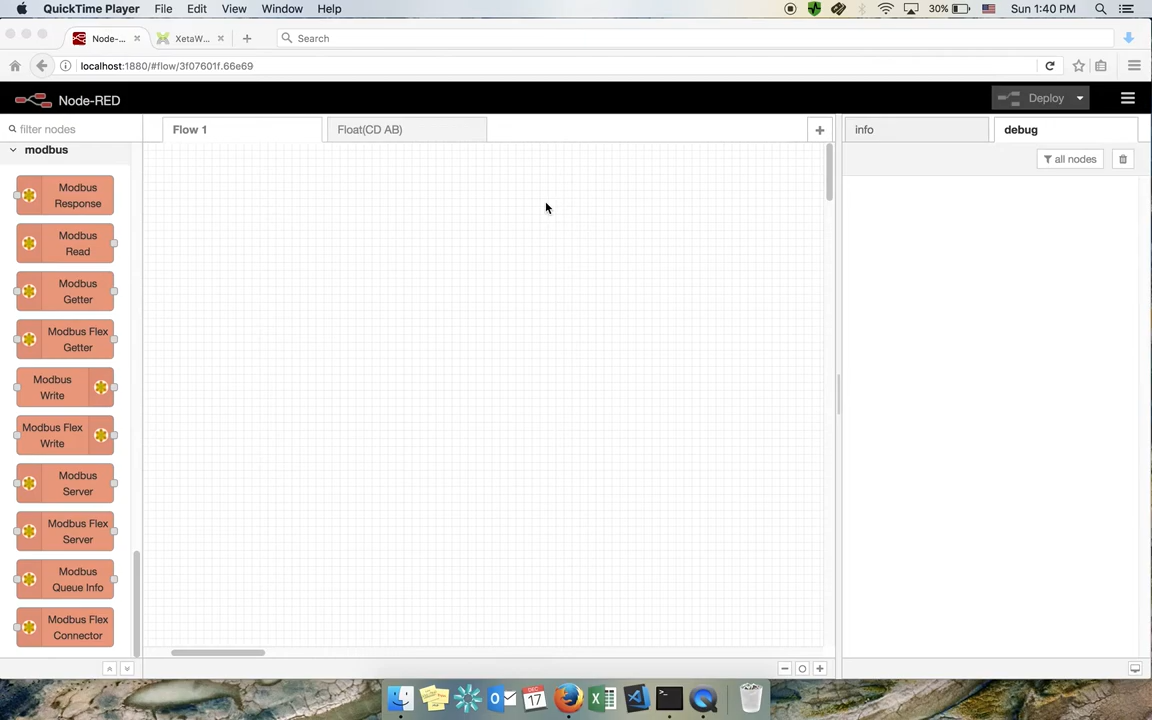 QuickTime Player File Edit View Window Help 30% Sun 1:40 PM
Node-... XetaW... Search
localhost:1880/#flow/3f07601f.66e69
Node-RED Deploy
filter nodes Flow 1 Float(CD AB) info debug
modbus all nodes
Modbus
Response
Modbus
Read
Modbus
Getter
Modbus Flex
Getter
Modbus
Write
Modbus Flex
Write
Modbus
Server
Modbus Flex
Server
Modbus
Queue Info
Modbus Flex
Connector
DEC
17